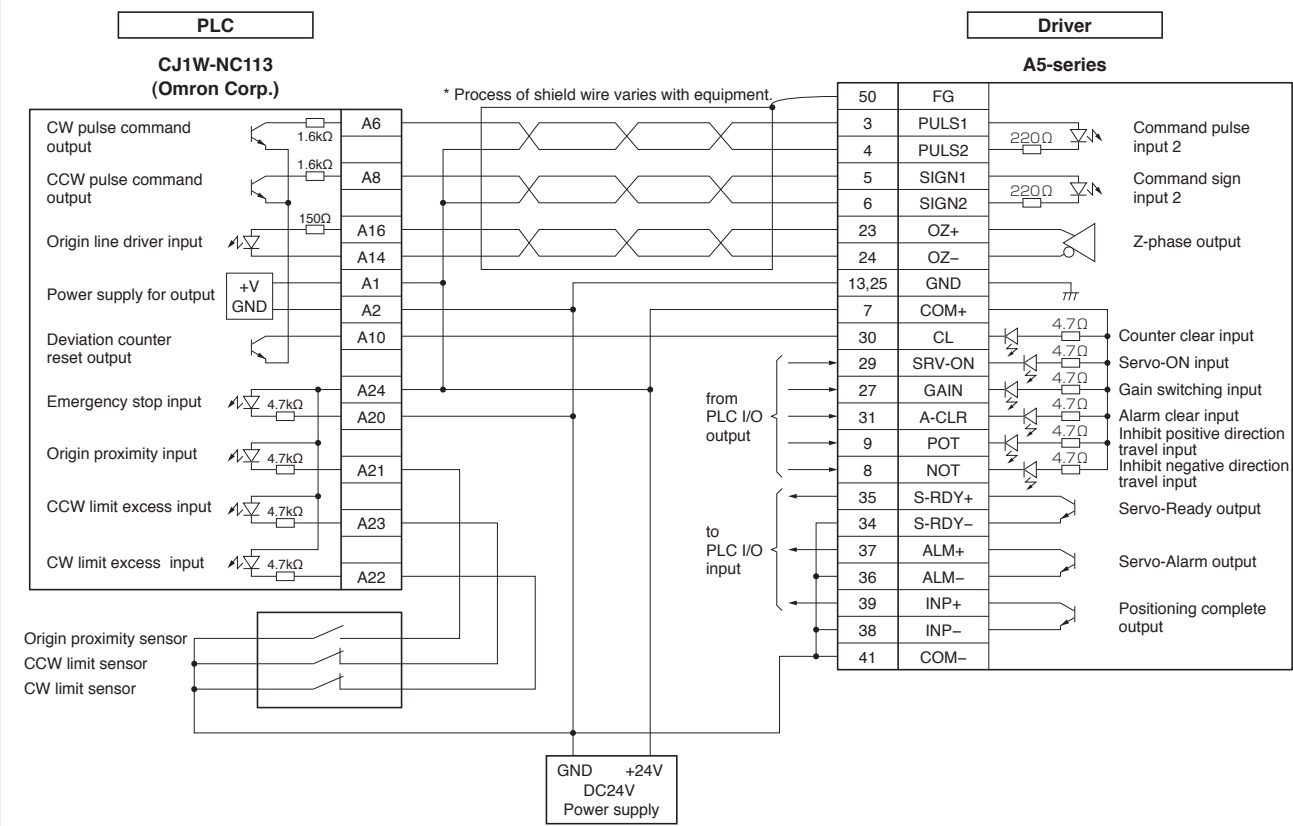 PLC
Driver
CJ1W-NC113
(Omron Corp.)
A5-series
* Process of shield wire varies with equipment.
CW pulse command
output
1.6kΩ
A6
CCW pulse command
output
1.6kΩ
A8
Origin line driver input
150Ω
A16
A14
Power supply for output
+V
GND
A1
A2
Deviation counter
reset output
A10
Emergency stop input
4.7kΩ
A24
A20
Origin proximity input
4.7kΩ
A21
CCW limit excess input
4.7kΩ
A23
CW limit excess input
4.7kΩ
A22
Origin proximity sensor
CCW limit sensor
CW limit sensor
GND +24V
DC24V
Power supply
from
PLC I/O
output
to
PLC I/O
input
50 FG
3 PULS1
4 PULS2
220Ω
Command pulse
input 2
5 SIGN1
6 SIGN2
220Ω
Command sign
input 2
23 OZ+
24 OZ−
Z-phase output
13,25 GND
7 COM+
30 CL
4.7Ω
Counter clear input
29 SRV-ON
4.7Ω
Servo-ON input
27 GAIN
4.7Ω
Gain switching input
31 A-CLR
4.7Ω
Alarm clear input
9 POT
4.7Ω
Inhibit positive direction
travel input
8 NOT
4.7Ω
Inhibit negative direction
travel input
35 S-RDY+
34 S-RDY−
Servo-Ready output
37 ALM+
36 ALM−
Servo-Alarm output
39 INP+
38 INP−
Positioning complete
output
41 COM−